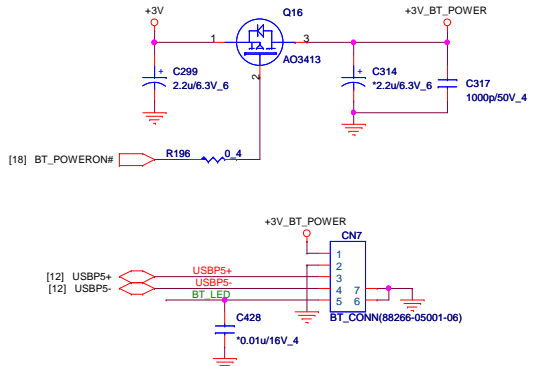 +3V
Q16
+3V_BT_POWER
1
3
AO3413
2
C299
2.2u/6.3V_6
C314
*2.2u/6.3V_6
C317
1000p/50V_4
[18] BT_POWERON#
R196
0_4
+3V_BT_POWER
CN7
1
2
[12] USBP5+
USBP5+
3
[12] USBP5-
USBP5-
4
7
BT_LED
5
6
C428
*0.01u/16V_4
BT_CONN(88266-05001-06)